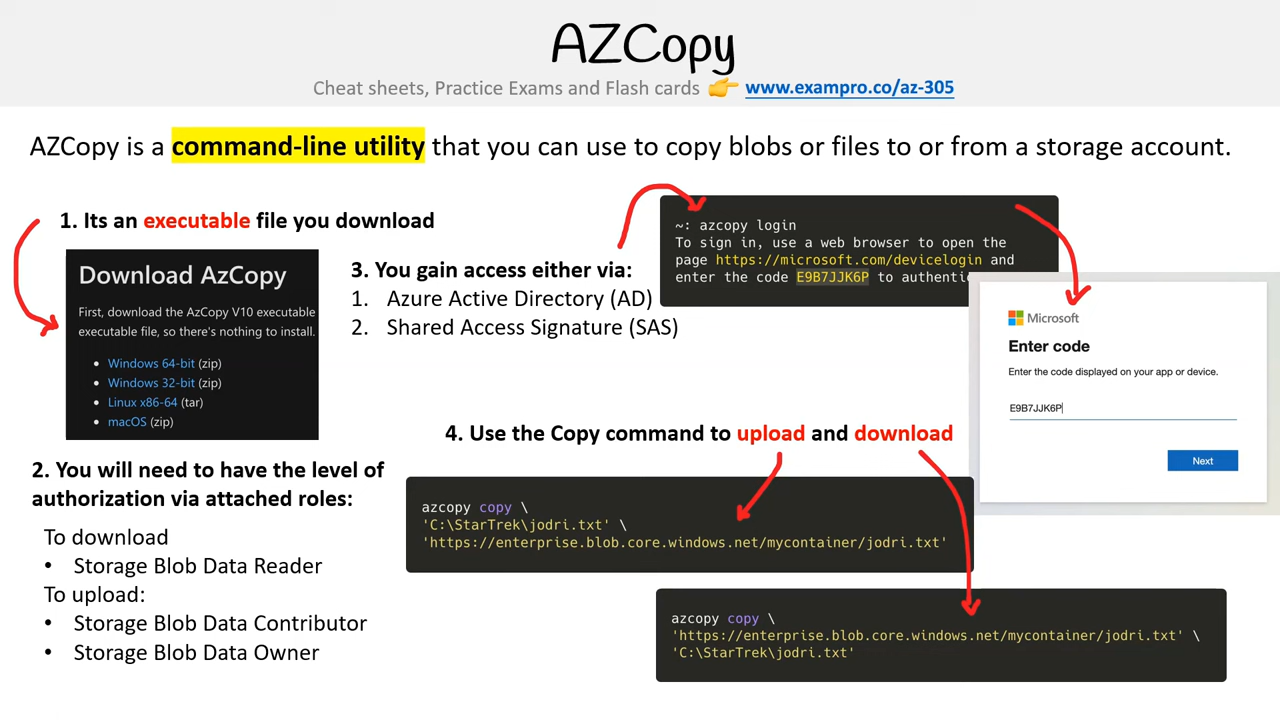 AZCopy
Cheat sheets, Practice Exams and Flash cards 👉 www.exampro.co/az-305
AZCopy is a command-line utility that you can use to copy blobs or files to or from a storage account.
1. Its an executable file you download
Download AzCopy
First, download the AzCopy V10 executable
executable file, so there's nothing to install.
• Windows 64-bit (zip)
• Windows 32-bit (zip)
• Linux x86-64 (tar)
• macOS (zip)
2. You will need to have the level of
authorization via attached roles:
To download
• Storage Blob Data Reader
To upload:
• Storage Blob Data Contributor
• Storage Blob Data Owner
3. You gain access either via:
1. Azure Active Directory (AD)
2. Shared Access Signature (SAS)
~: azcopy login
To sign in, use a web browser to open the
page https://microsoft.com/devicelogin and
enter the code E9B7JJK6P to authenti
Microsoft
Enter code
Enter the code displayed on your app or device.
E9B7JJK6P
Next
4. Use the Copy command to upload and download
azcopy copy \
'C:\StarTrek\jodri.txt' \
'https://enterprise.blob.core.windows.net/mycontainer/jodri.txt'
azcopy copy \
'https://enterprise.blob.core.windows.net/mycontainer/jodri.txt' \
'C:\StarTrek\jodri.txt'